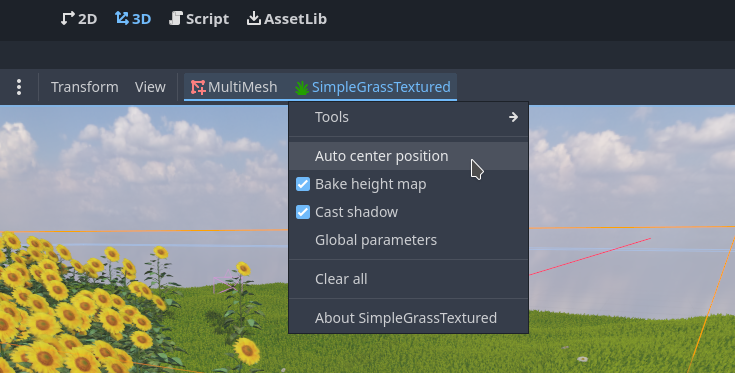 2D 3D Script AssetLib
Transform View MultiMesh SimpleGrassTextured
Tools
Auto center position
Bake height map
Cast shadow
Global parameters
Clear all
About SimpleGrassTextured